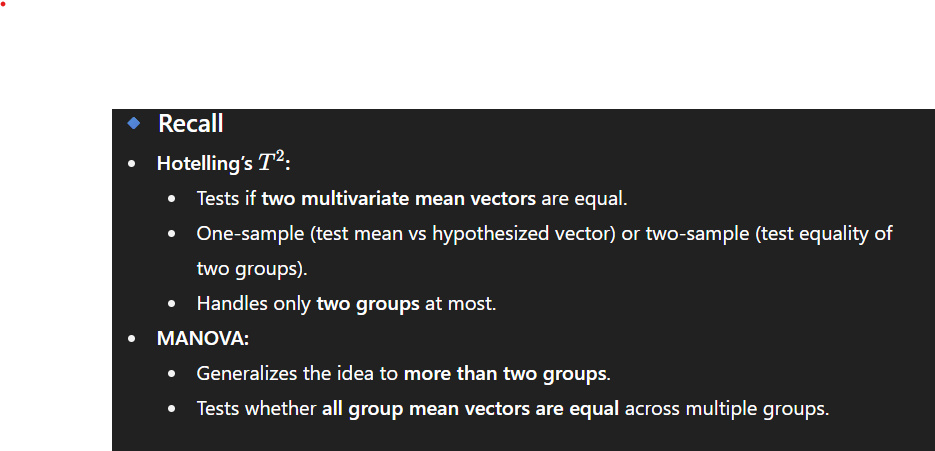 Recall
Hotelling’s T²:
Tests if two multivariate mean vectors are equal.
One-sample (test mean vs hypothesized vector) or two-sample (test equality of
two groups).
Handles only two groups at most.
MANOVA:
Generalizes the idea to more than two groups.
Tests whether all group mean vectors are equal across multiple groups.